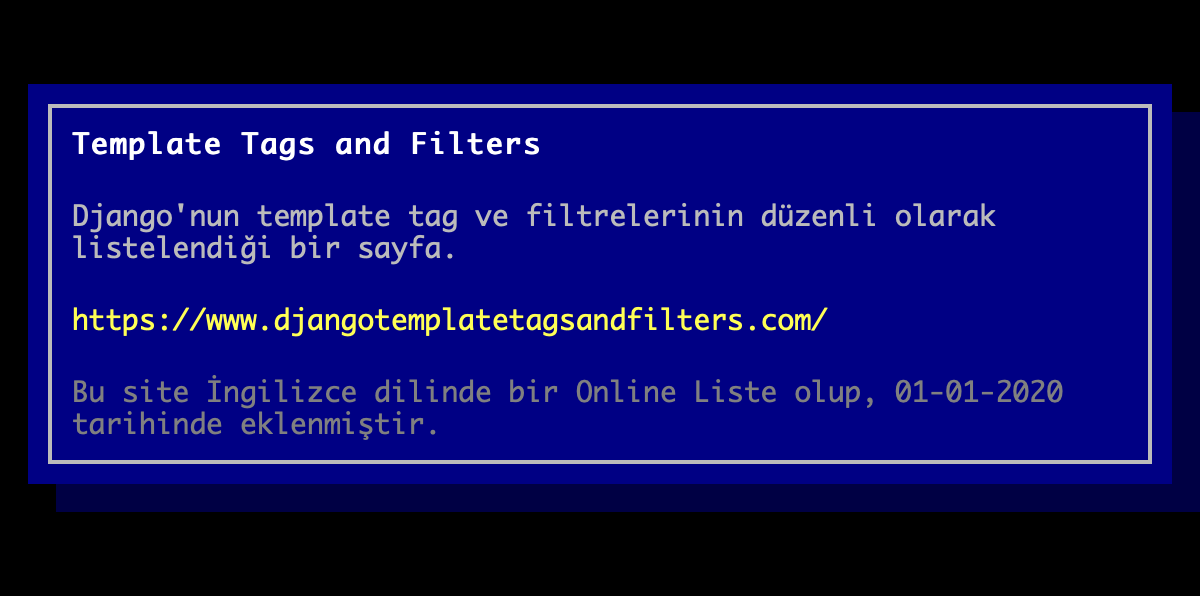 Template Tags and Filters
Django'nun template tag ve filtrelerinin düzenli olarak
listelendiği bir sayfa.
https://www.djangotemplatetagsandfilters.com/
Bu site İngilizce dilinde bir Online Liste olup, 01-01-2020
tarihinde eklenmiştir.